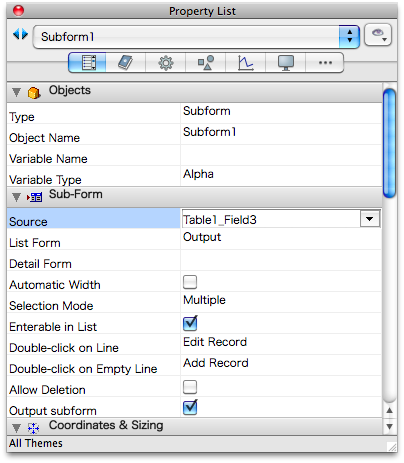 Property List
Subform1
Objects
Type Subform
Object Name Subform1
Variable Name
Variable Type Alpha
Sub-Form
Source Table1_Field3
List Form Output
Detail Form
Automatic Width
Selection Mode Multiple
Enterable in List
Double-click on Line Edit Record
Double-click on Empty Line Add Record
Allow Deletion
Output subform
Coordinates & Sizing
All Themes